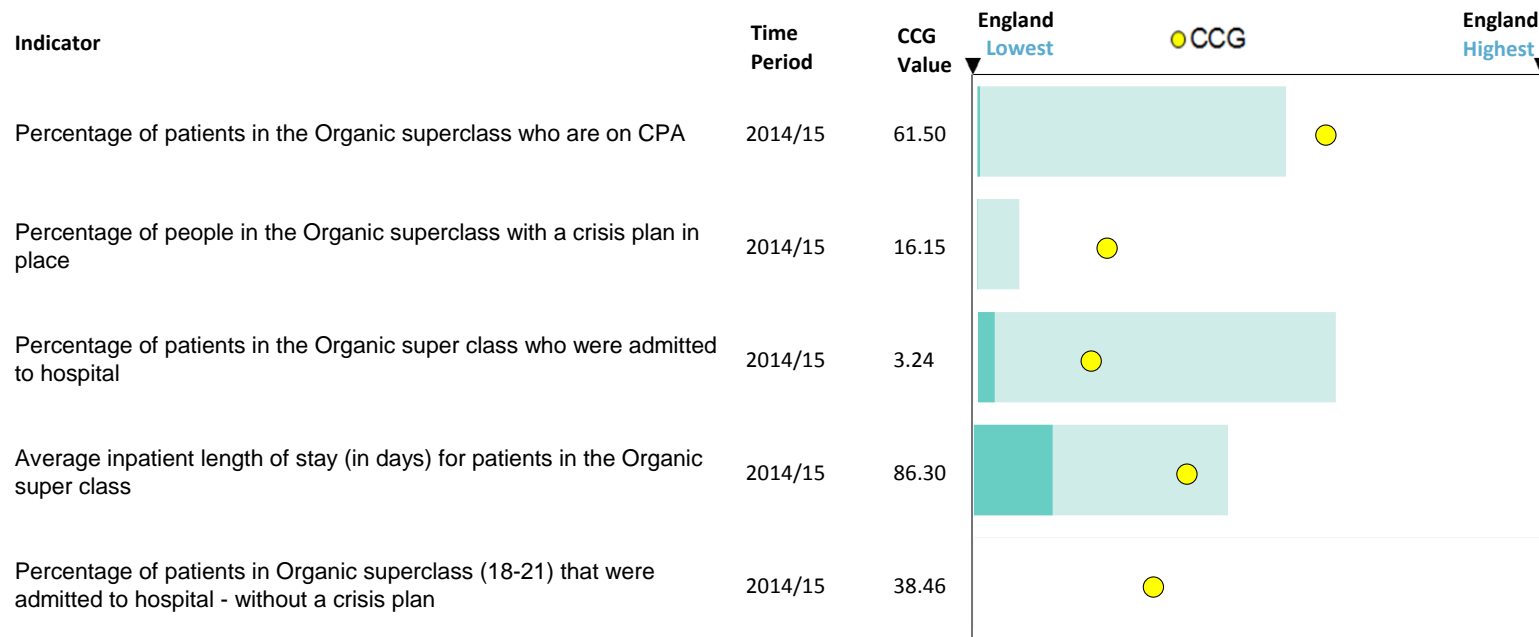 Indicator
Time
Period
CCG
Value
England
Lowest
CCG
England
Highest
Percentage of patients in the Organic superclass who are on CPA
2014/15
61.50
Percentage of people in the Organic superclass with a crisis plan in
place
2014/15
16.15
Percentage of patients in the Organic super class who were admitted
to hospital
2014/15
3.24
Average inpatient length of stay (in days) for patients in the Organic
super class
2014/15
86.30
Percentage of patients in Organic superclass (18-21) that were
admitted to hospital - without a crisis plan
2014/15
38.46